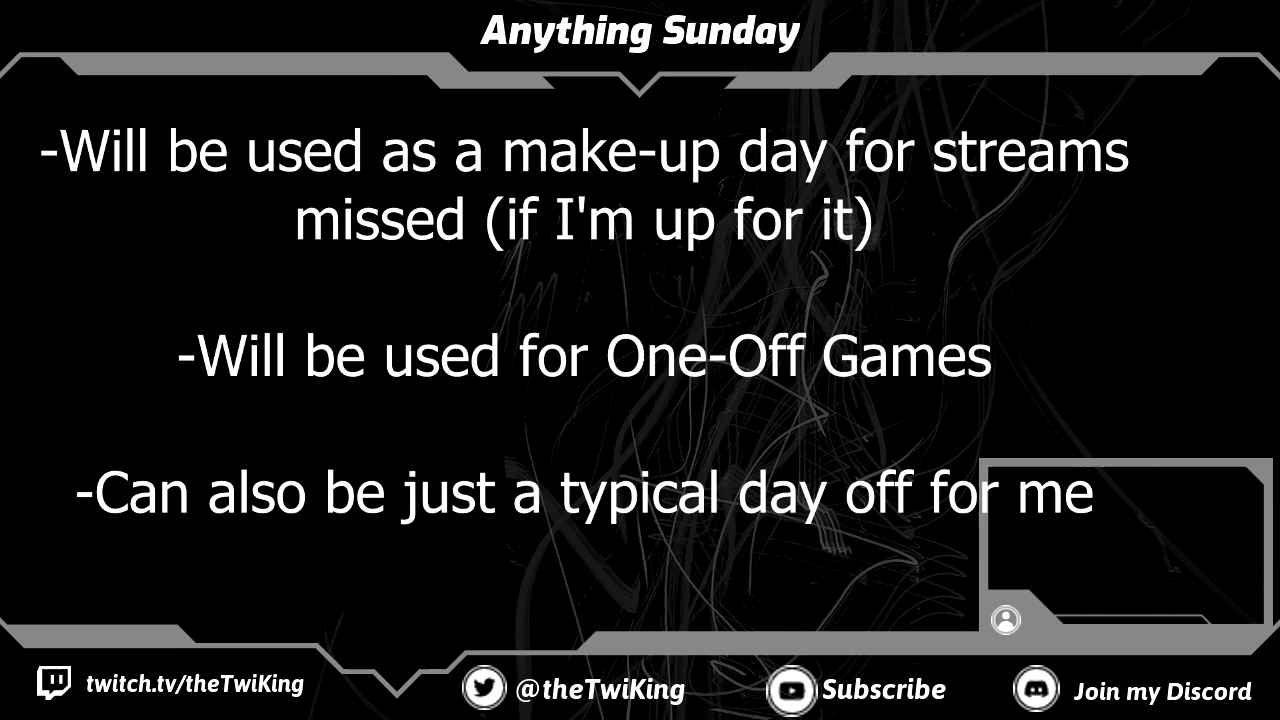 Anything Sunday
-Will be used as a make-up day for streams
missed (if I'm up for it)
-Will be used for One-Off Games
-Can also be just a typical day off for me
twitch.tv/theTwiKing
@theTwiKing
Subscribe
Join my Discord